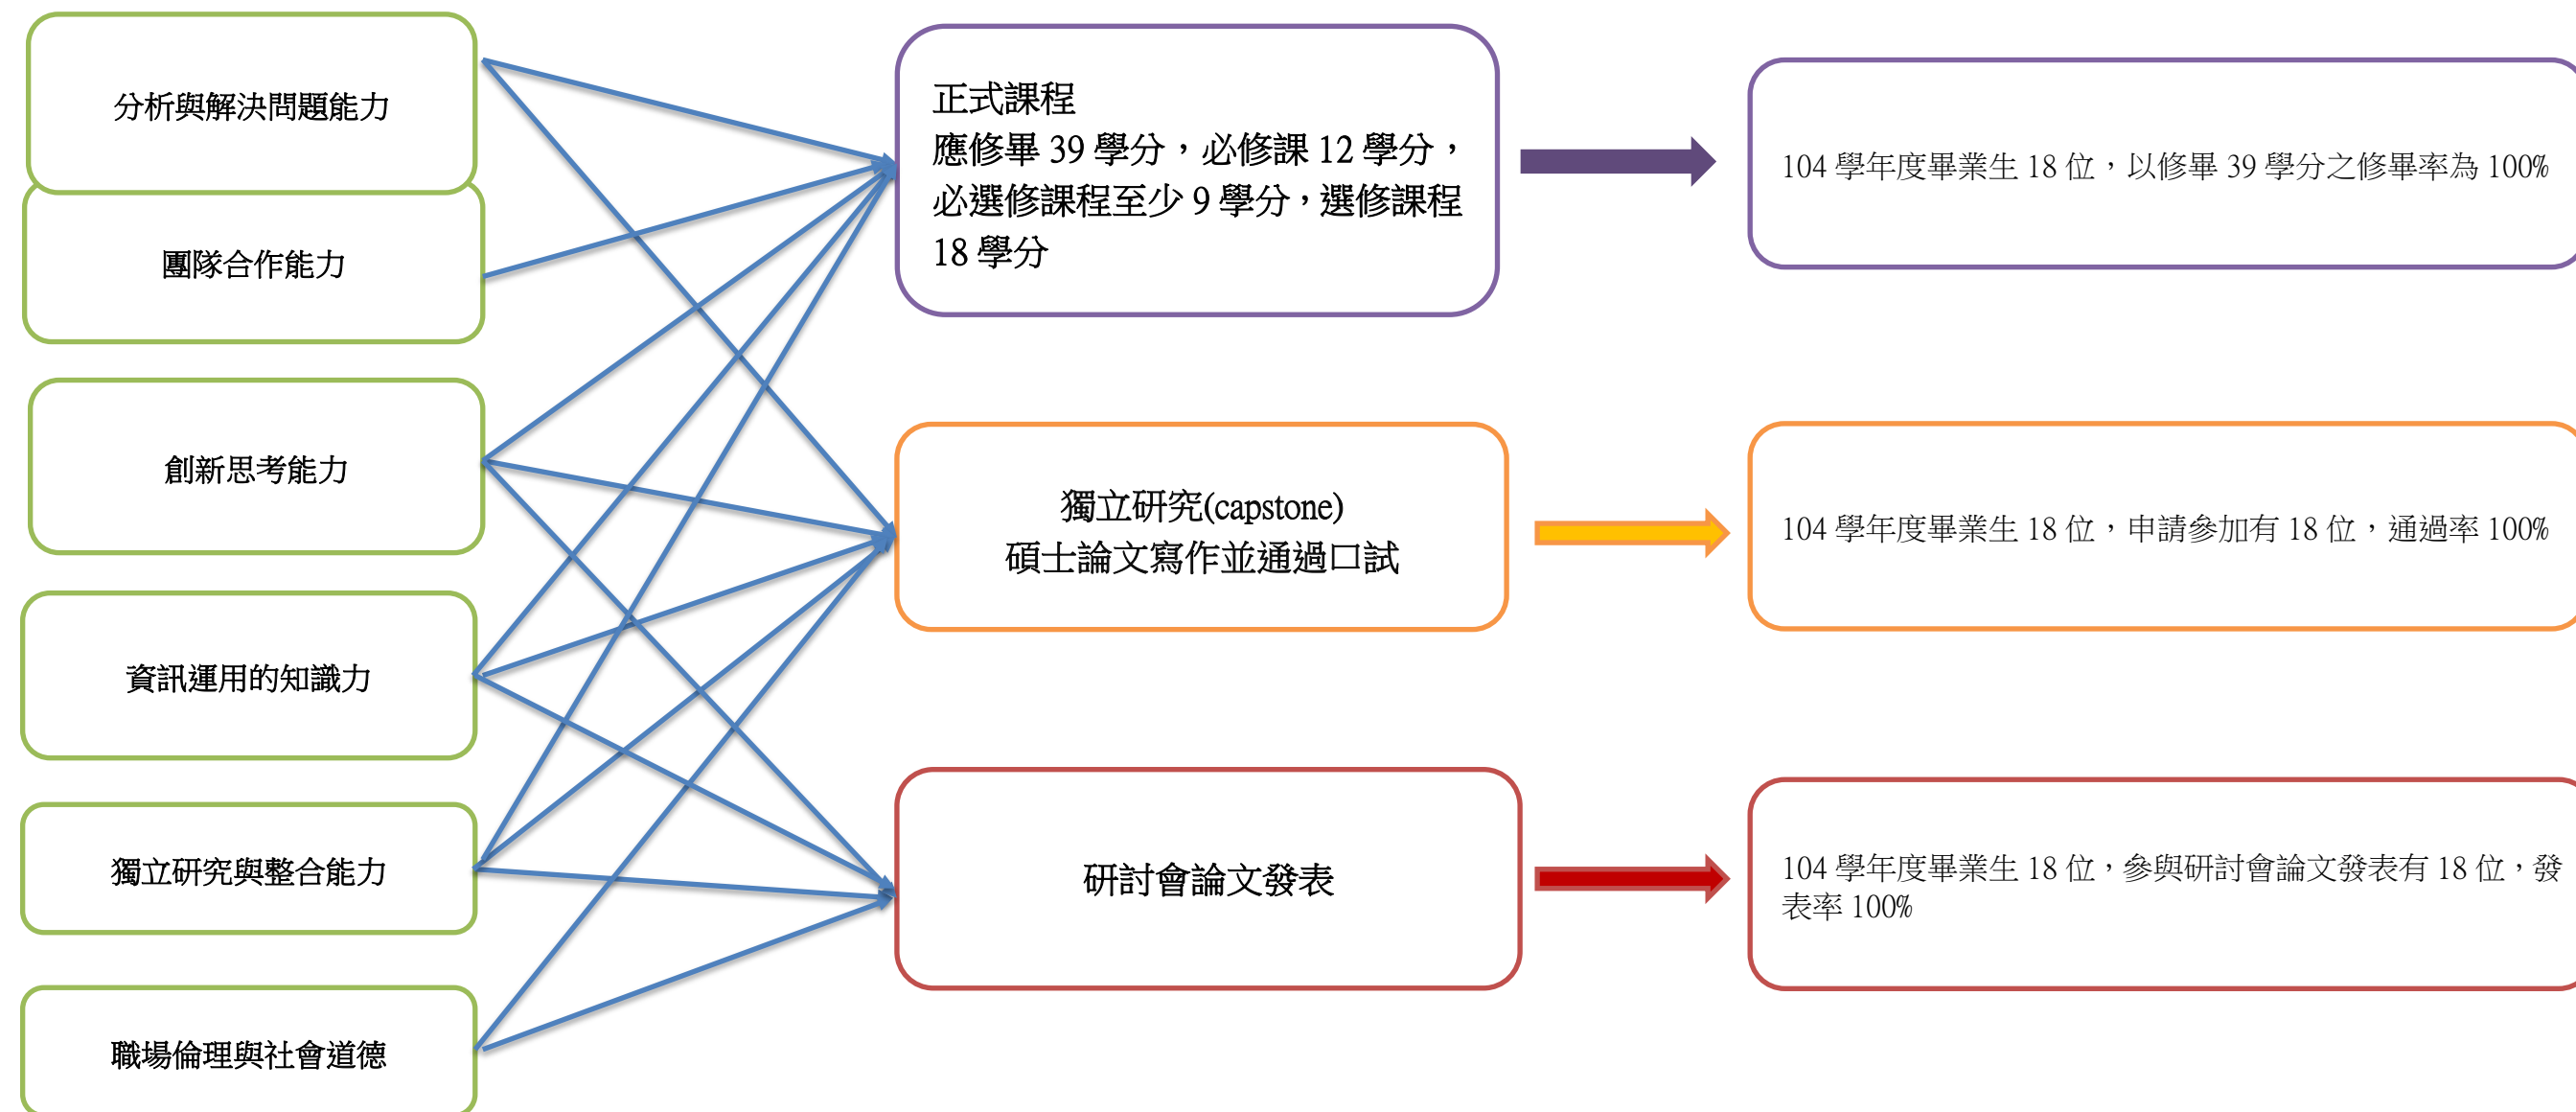 分析與解決問題能力
團隊合作能力
創新思考能力
資訊運用的知識力
獨立研究與整合能力
職場倫理與社會道德
正式課程
應修畢 39 學分，必修課 12 學分，
必選修課程至少 9 學分，選修課程
18 學分
獨立研究(capstone)
碩士論文寫作並通過口試
研討會論文發表
104 學年度畢業生 18 位，以修畢 39 學分之修畢率為 100%
104 學年度畢業生 18 位，申請參加有 18 位，通過率 100%
104 學年度畢業生 18 位，參與研討會論文發表有 18 位，發
表率 100%